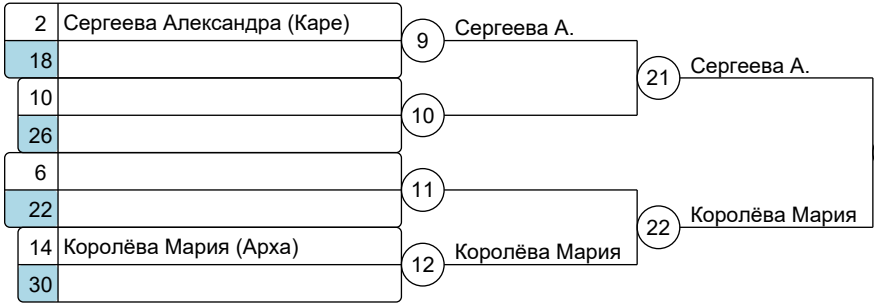 2 Сергеева Александра (Каре)
9 Сергеева А.
18
21 Сергеева А.
10
10
26
6
11
22
22 Королёва Мария
14 Королёва Мария (Арха)
12 Королёва Мария
30